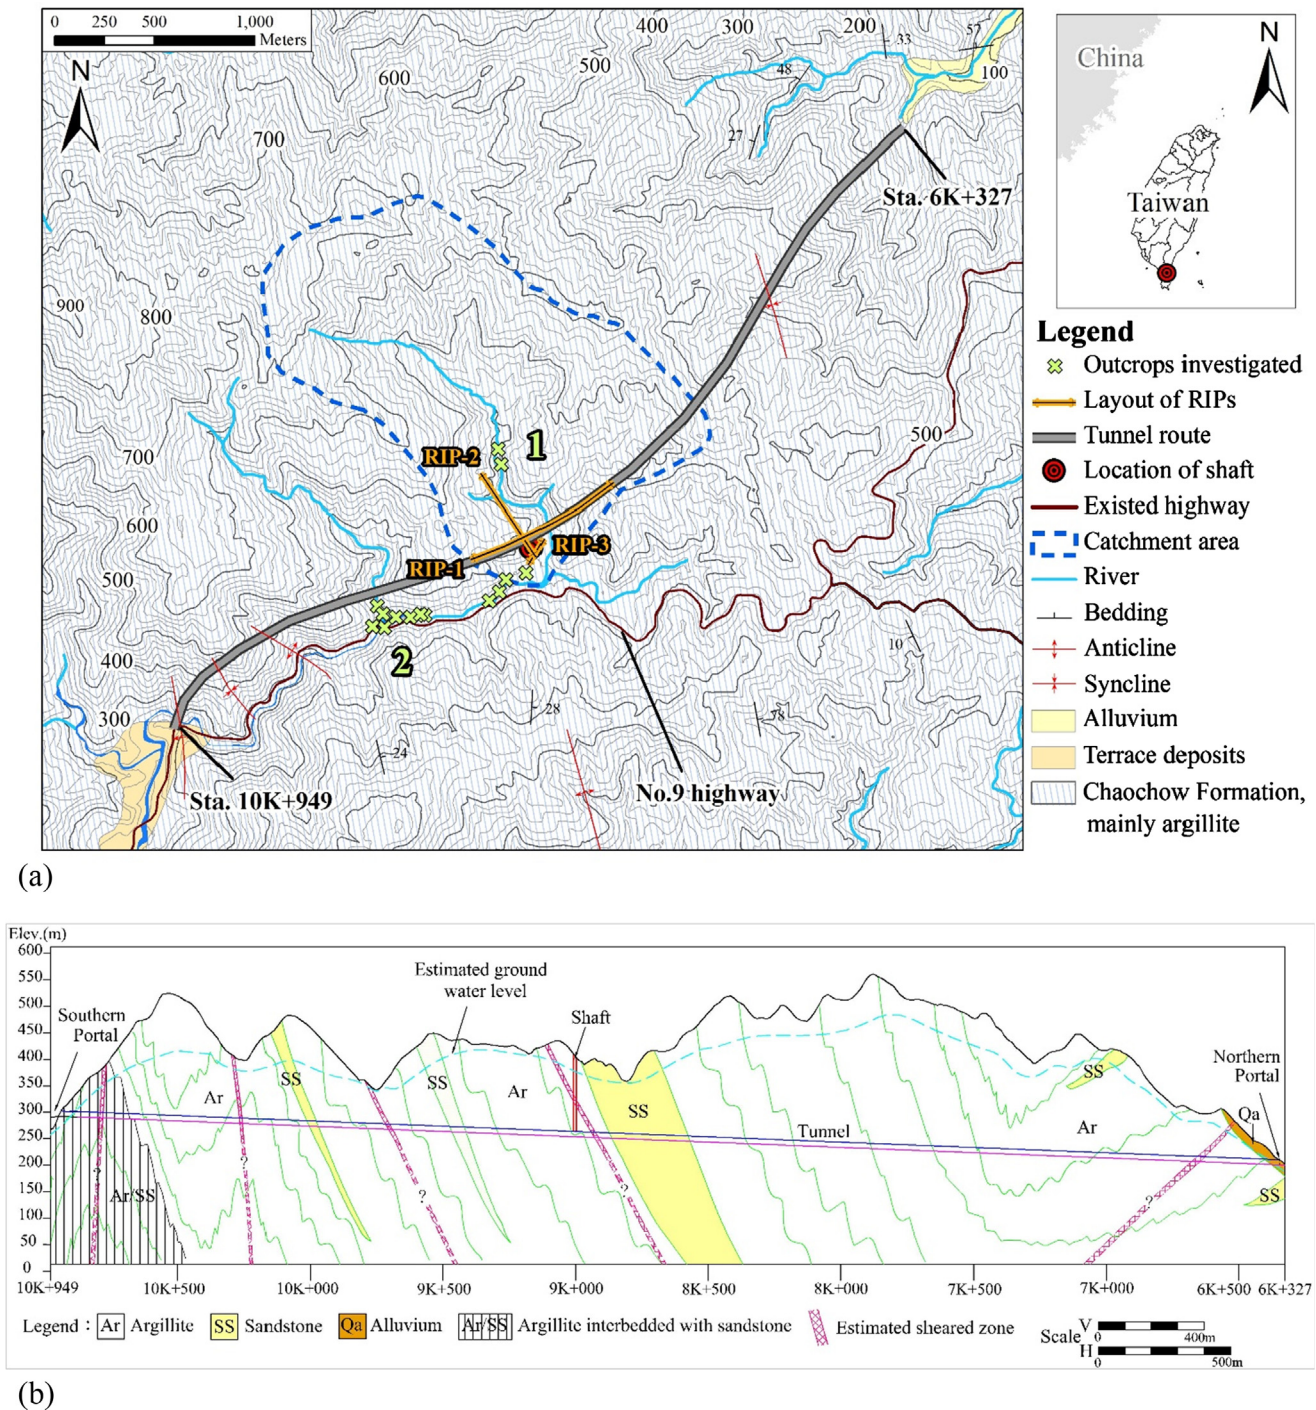 0 250 500 1,000
Meters
N
400 300 200
33
57
600
500
48
100
27
700
Sta. 6K+327
900
800
500
1
RIP-2
700
600
RIP-3
RIP-1
500
2
10
400
300
28
78
24
Sta. 10K+949
No.9 highway
China
N
Taiwan
Legend
Outcrops investigated
Layout of RIPs
Tunnel route
Location of shaft
Existed highway
Catchment area
River
Bedding
Anticline
Syncline
Alluvium
Terrace deposits
Chaochow Formation,
mainly argillite
(a)
Elev.(m)
600
550
500
450
400
350
300
250
200
150
100
50
0
Southern
Portal
Estimated ground
water level
Shaft
Northern
Portal
Ar
SS
SS
Ar
SS
SS
Ar
Qa
Tunnel
Ar/SS
SS
?
?
?
?
?
10K+949 10K+500 10K+000 9K+500 9K+000 8K+500 8K+000 7K+500 7K+000 6K+500 6K+327
Legend : Ar Argillite SS Sandstone Qa Alluvium Ar/SS Argillite interbedded with sandstone Estimated sheared zone
Scale
V
0 400m
H
0 500m
(b)